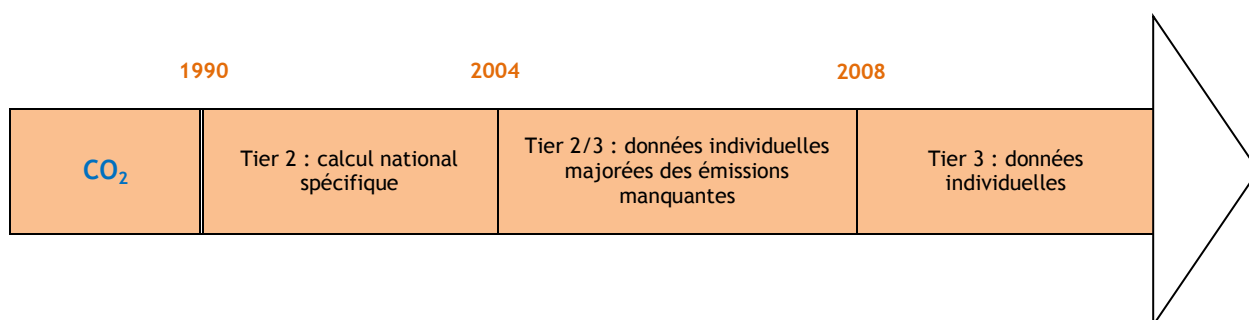 1990
2004
2008
CO₂
Tier 2 : calcul national
spécifique
Tier 2/3 : données individuelles
majorées des émissions
manquantes
Tier 3 : données
individuelles